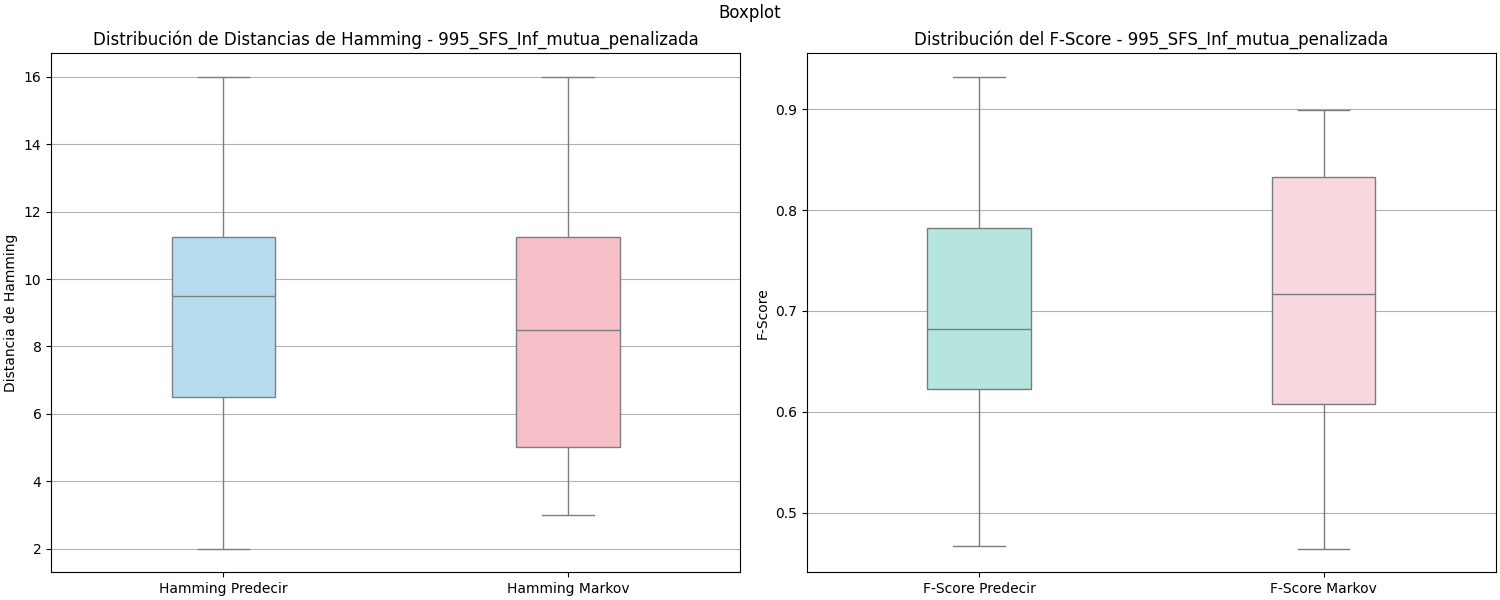 Boxplot
Distribución de Distancias de Hamming - 995_SFS_Inf_mutua_penalizada
Distancia de Hamming
16
14
12
10
8
6
4
2
Hamming Predecir
Hamming Markov
Distribución del F-Score - 995_SFS_Inf_mutua_penalizada
F-Score
0.9
0.8
0.7
0.6
0.5
F-Score Predecir
F-Score Markov